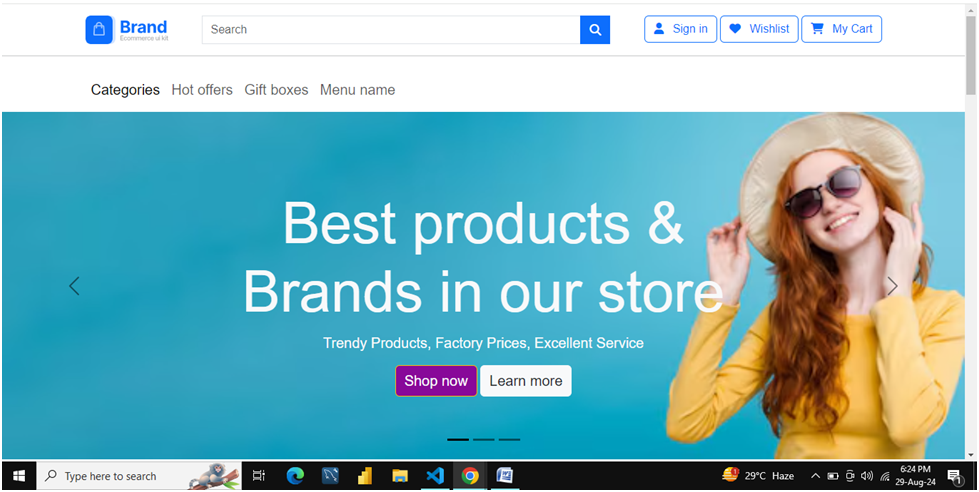 Brand
Ecommerce ui kit
Search
Sign in
Wishlist
My Cart
Categories
Hot offers
Gift boxes
Menu name
Best products &
Brands in our store
Trendy Products, Factory Prices, Excellent Service
Shop now
Learn more
Type here to search
1
29°C Haze
6:24 PM
29-Aug-24
1